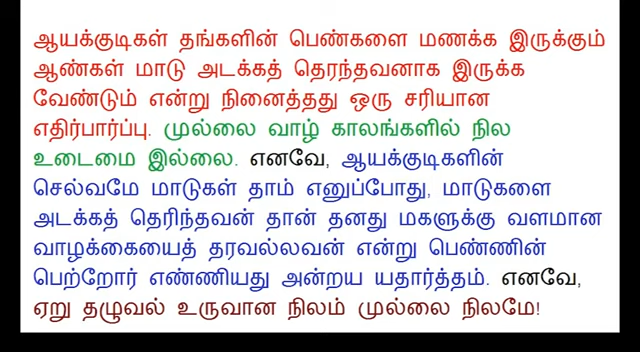 ஆயக்குடிகள் தங்களின் பெண்களை மணக்க இருக்கும்
ஆண்கள் மாடு அடக்கத் தெரந்தவனாக இருக்க
வேண்டும் என்று நினைத்தது ஒரு சரியான
எதிர்பார்ப்பு. முல்லை வாழ் காலங்களில் நில
உடைமை இல்லை. எனவே, ஆயக்குடிகளின்
செல்வமே மாடுகள் தாம் எனுப்போது, மாடுகளை
அடக்கத் தெரிந்தவன் தான் தனது மகளுக்கு வளமான
வாழக்கையைத் தரவல்லவன் என்று பெண்ணின்
பெற்றோர் எண்ணியது அன்றய யதார்த்தம். எனவே,
ஏறு தழுவல் உருவான நிலம் முல்லை நிலமே!